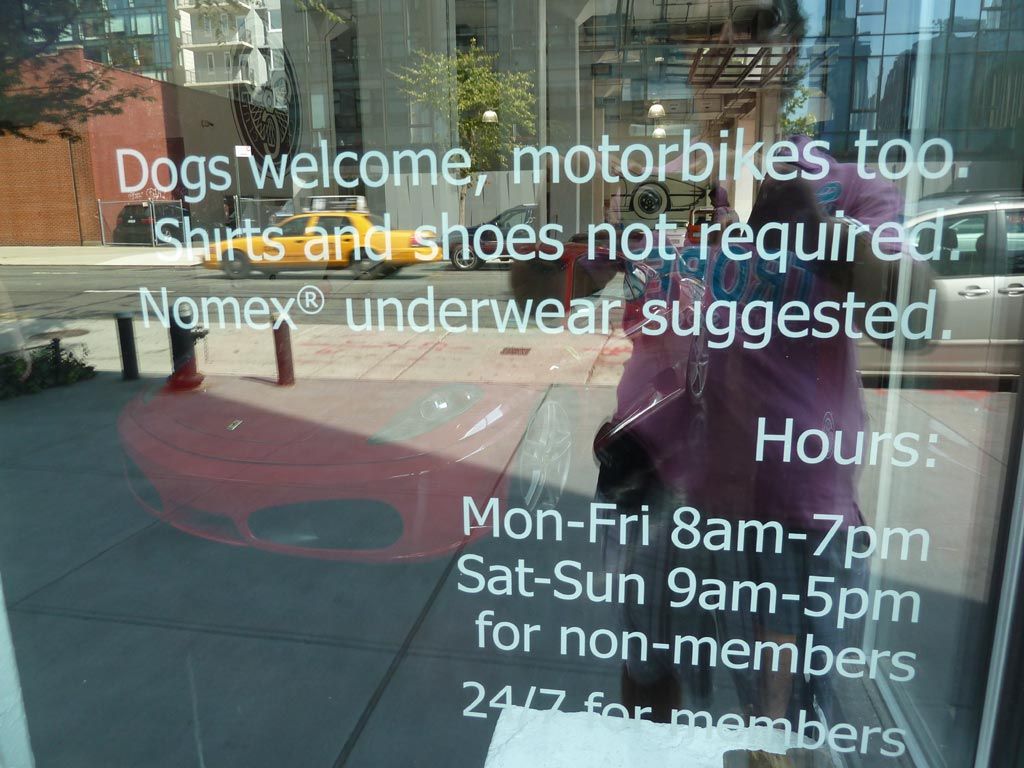 Dogs welcome, motorbikes too.
Shirts and shoes not required.
Nomex® underwear suggested.
Hours:
Mon-Fri 8am-7pm
Sat-Sun 9am-5pm
for non-members
24/7 for members